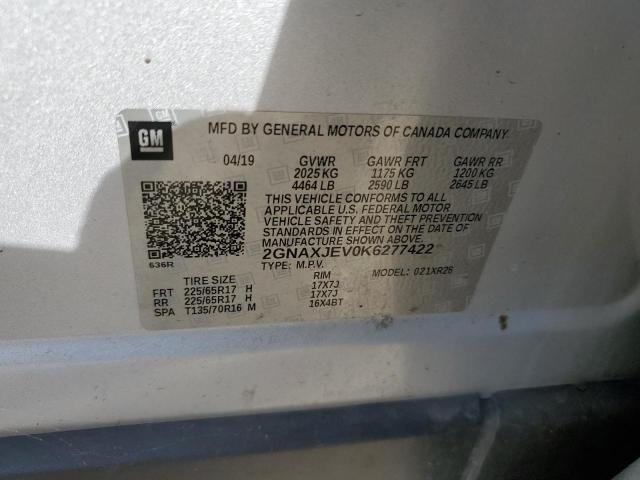 GM
MFD BY GENERAL MOTORS OF CANADA COMPANY
04/19 GVWR GAWR FRT GAWR RR
2025 KG 1175 KG 1200 KG
4464 LB 2590 LB 2645 LB
THIS VEHICLE CONFORMS TO ALL
APPLICABLE U.S. FEDERAL MOTOR
VEHICLE SAFETY AND THEFT PREVENTION
STANDARDS IN EFFECT ON THE DATE
OF MANUFACTURE SHOWN ABOVE.
2GNAXJEV0K6277422
636R TYPE: M.P.V. MODEL: 021XR26
TIRE SIZE RIM
FRT 225/65R17 H 17X7J
RR 225/65R17 H 17X7J
SPA T135/70R16 M 16X4BT